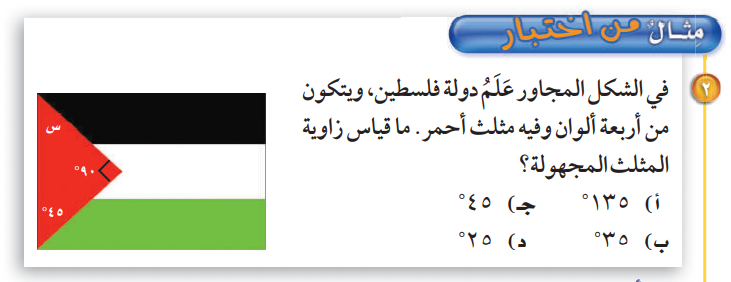 مِثَالٌ من اختبار
٢ في الشكل المجاور عَلَمُ دولة فلسطين، ويتكون
من أربعة ألوان وفيه مثلث أحمر. ما قياس زاوية
المثلث المجهولة؟
أ) ١٣٥° جـ) ٤٥°
ب) ٣٥° د) ٢٥°
س
٩٠°
٤٥°